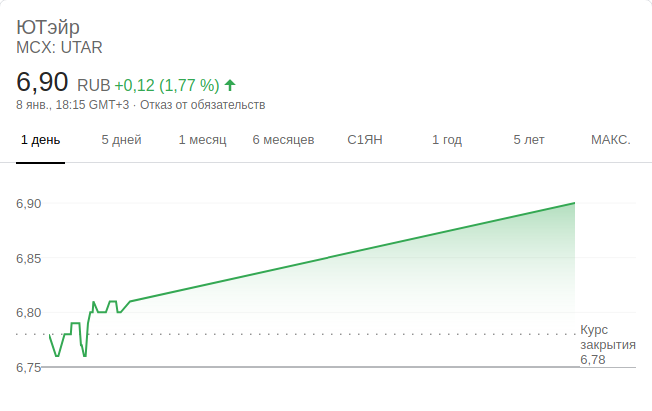 ЮТэйр
MCX: UTAR
6,90 RUB +0,12 (1,77 %)
8 янв., 18:15 GMT+3 · Отказ от обязательств
1 день 5 дней 1 месяц 6 месяцев С1ЯН 1 год 5 лет МАКС.
6,90
6,85
6,80
6,75
Курс
закрытия
6,78